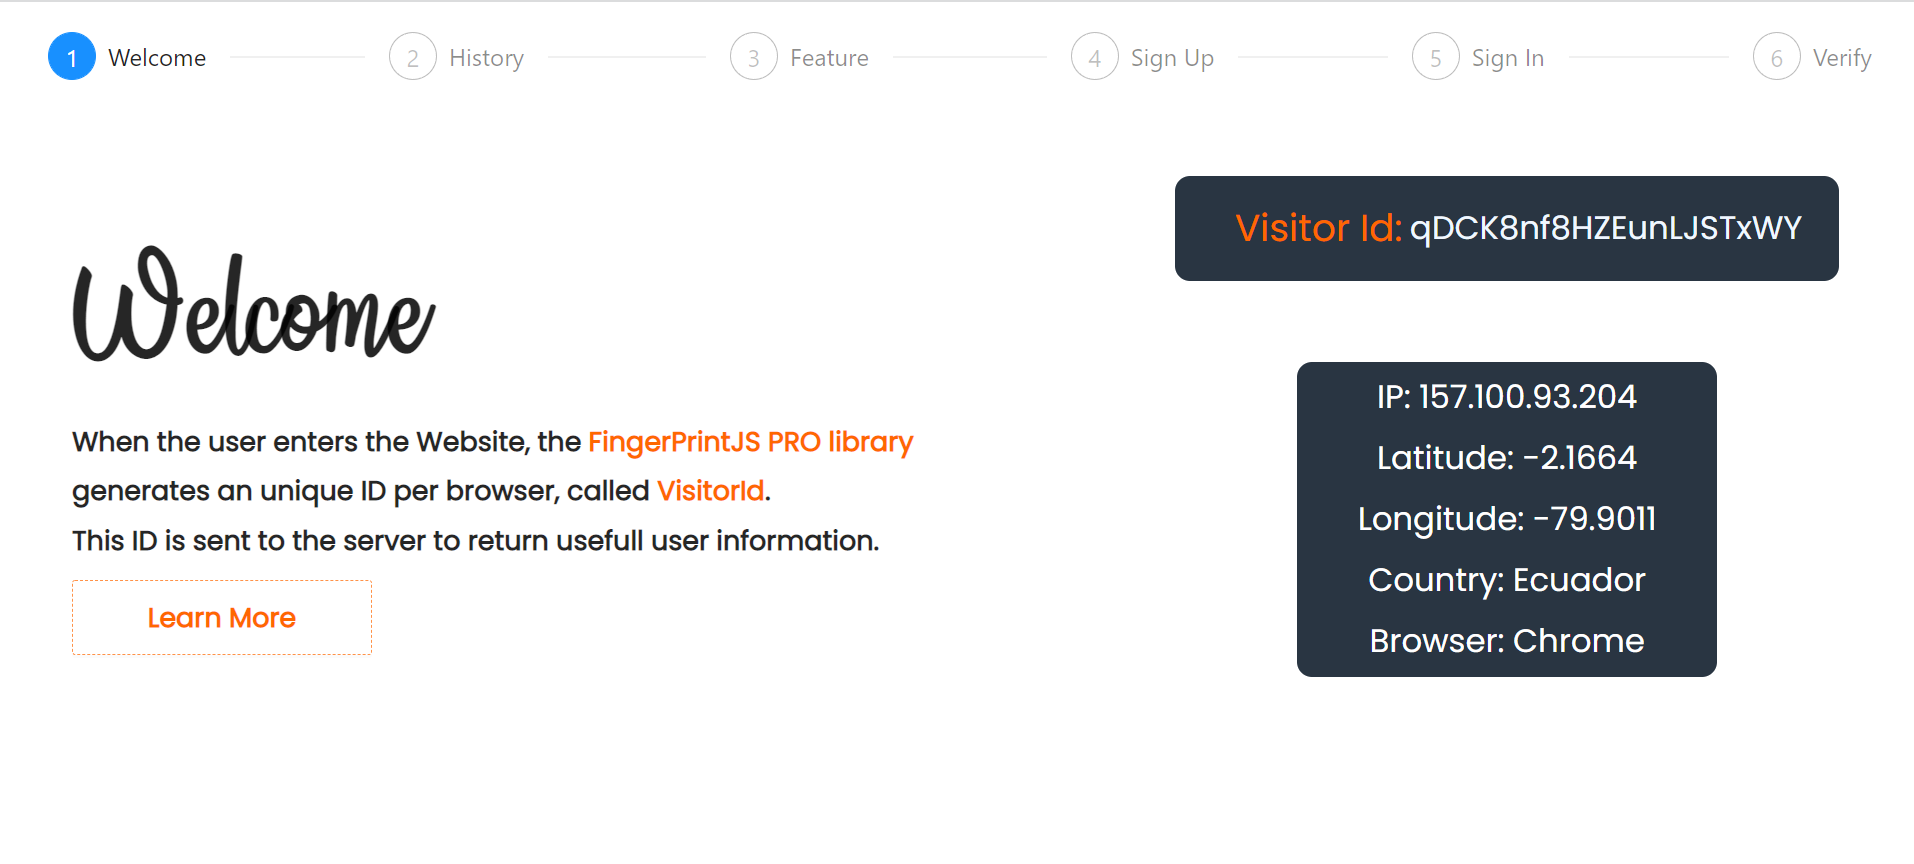 1 Welcome 2 History 3 Feature 4 Sign Up 5 Sign In 6 Verify
Welcome
When the user enters the Website, the FingerPrintJS PRO library
generates an unique ID per browser, called VisitorId.
This ID is sent to the server to return usefull user information.
Learn More
Visitor Id: qDCK8nf8HZEunLJSTxWY
IP: 157.100.93.204
Latitude: -2.1664
Longitude: -79.9011
Country: Ecuador
Browser: Chrome